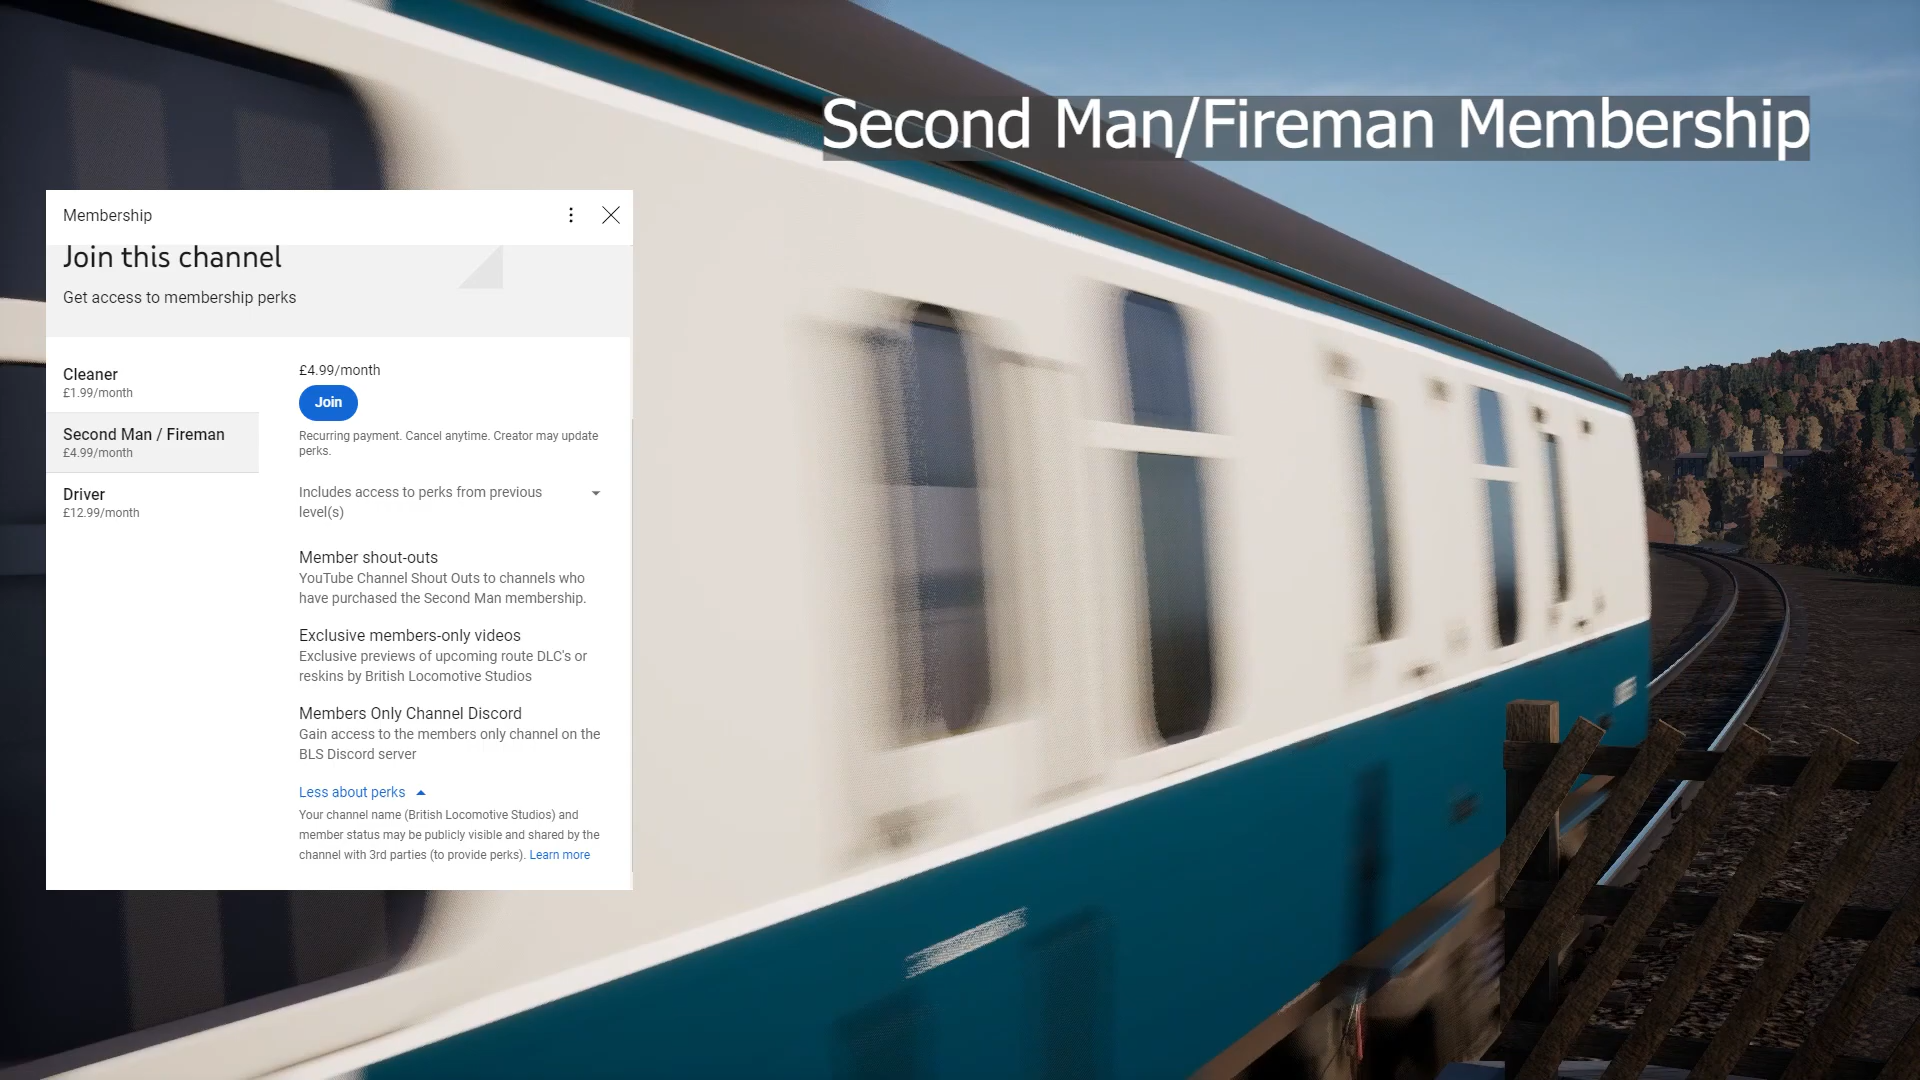 Second Man/Fireman Membership
Membership
Join this channel
Get access to membership perks
Cleaner
£1.99/month
Second Man / Fireman
£4.99/month
Driver
£12.99/month
£4.99/month
Join
Recurring payment. Cancel anytime. Creator may update
perks.
Includes access to perks from previous
level(s)
Member shout-outs
YouTube Channel Shout Outs to channels who
have purchased the Second Man membership.
Exclusive members-only videos
Exclusive previews of upcoming route DLC's or
reskins by British Locomotive Studios
Members Only Channel Discord
Gain access to the members only channel on the
BLS Discord server
Less about perks
Your channel name (British Locomotive Studios) and
member status may be publicly visible and shared by the
channel with 3rd parties (to provide perks). Learn more